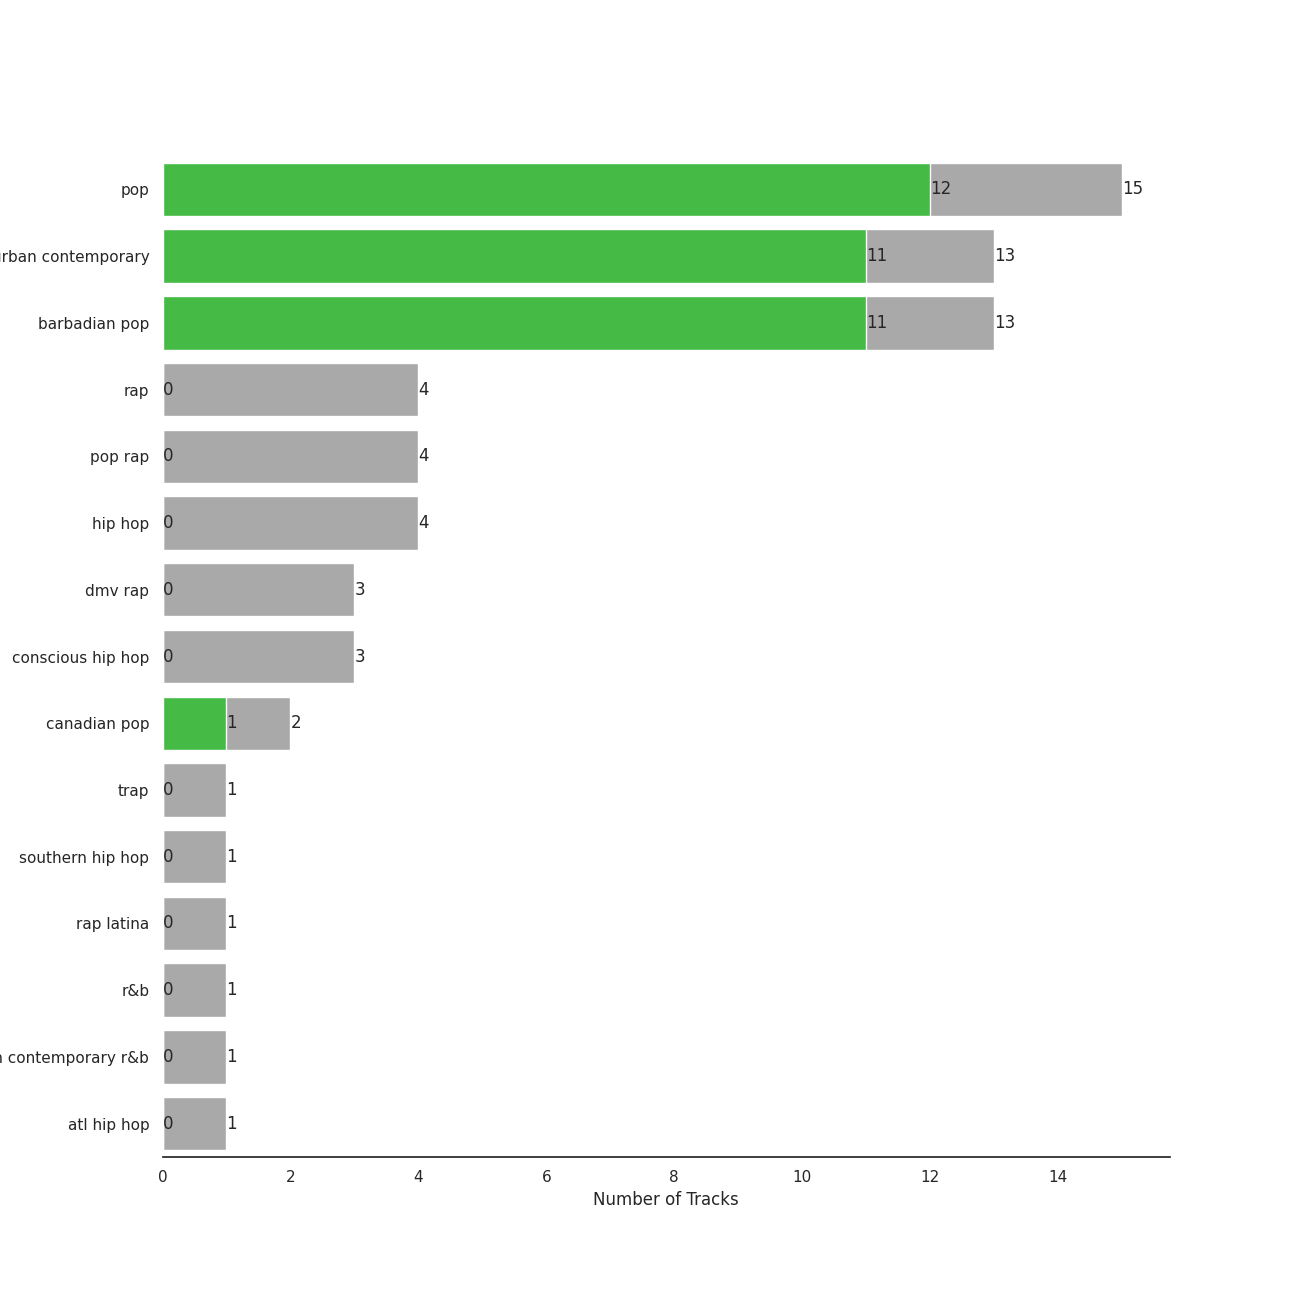 pop 12 15
urban contemporary 11 13
barbadian pop 11 13
rap 0 4
pop rap 0 4
hip hop 0 4
dmv rap 0 3
conscious hip hop 0 3
canadian pop 1 2
trap 0 1
southern hip hop 0 1
rap latina 0 1
r&b 0 1
contemporary r&b 0 1
atl hip hop 0 1
0 2 4 6 8 10 12 14
Number of Tracks